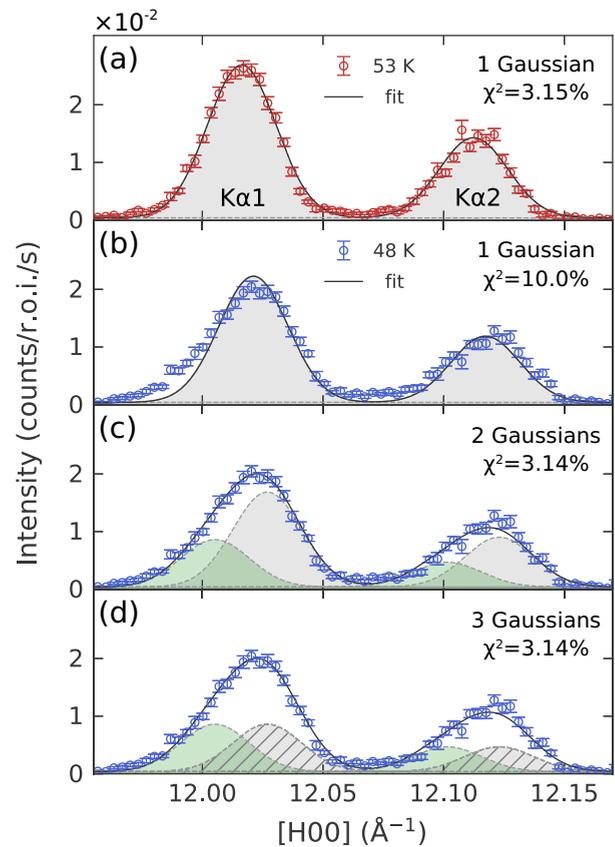 ×10⁻²
(a)
53 K
fit
1 Gaussian
χ²=3.15%
2
1
0
Kα1
Kα2
(b)
48 K
fit
1 Gaussian
χ²=10.0%
2
1
0
(c)
2 Gaussians
χ²=3.14%
2
1
0
(d)
3 Gaussians
χ²=3.14%
2
1
0
Intensity (counts/r.o.i./s)
12.00 12.05 12.10 12.15
[H00] (Å⁻¹)